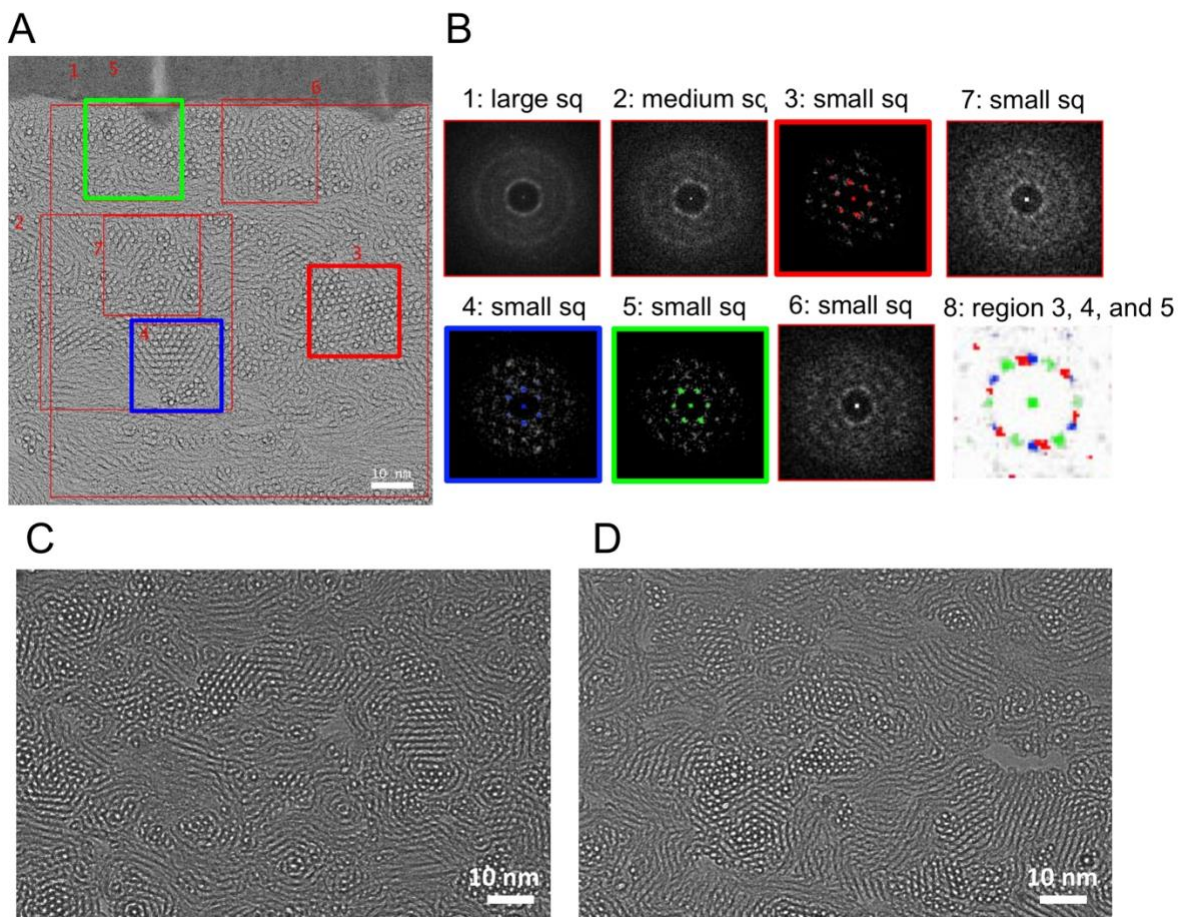 A
B
1
5
6
2
7
3
4
10 nm
1: large sq
2: medium sq
3: small sq
7: small sq
4: small sq
5: small sq
6: small sq
8: region 3, 4, and 5
C
D
10 nm
10 nm